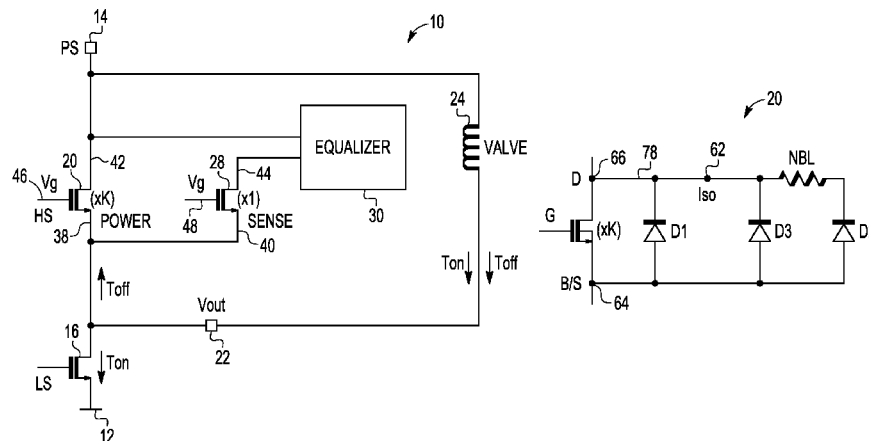 14
PS
10
24
VALVE
EQUALIZER
30
20
42
28
44
46
Vg
HS
(xK)
POWER
38
Vg
48
(x1)
SENSE
40
Toff
Ton
Toff
Vout
22
16
LS
Ton
12
20
D
66
78
62
Iso
NBL
G
(xK)
D1
D3
D
B/S
64